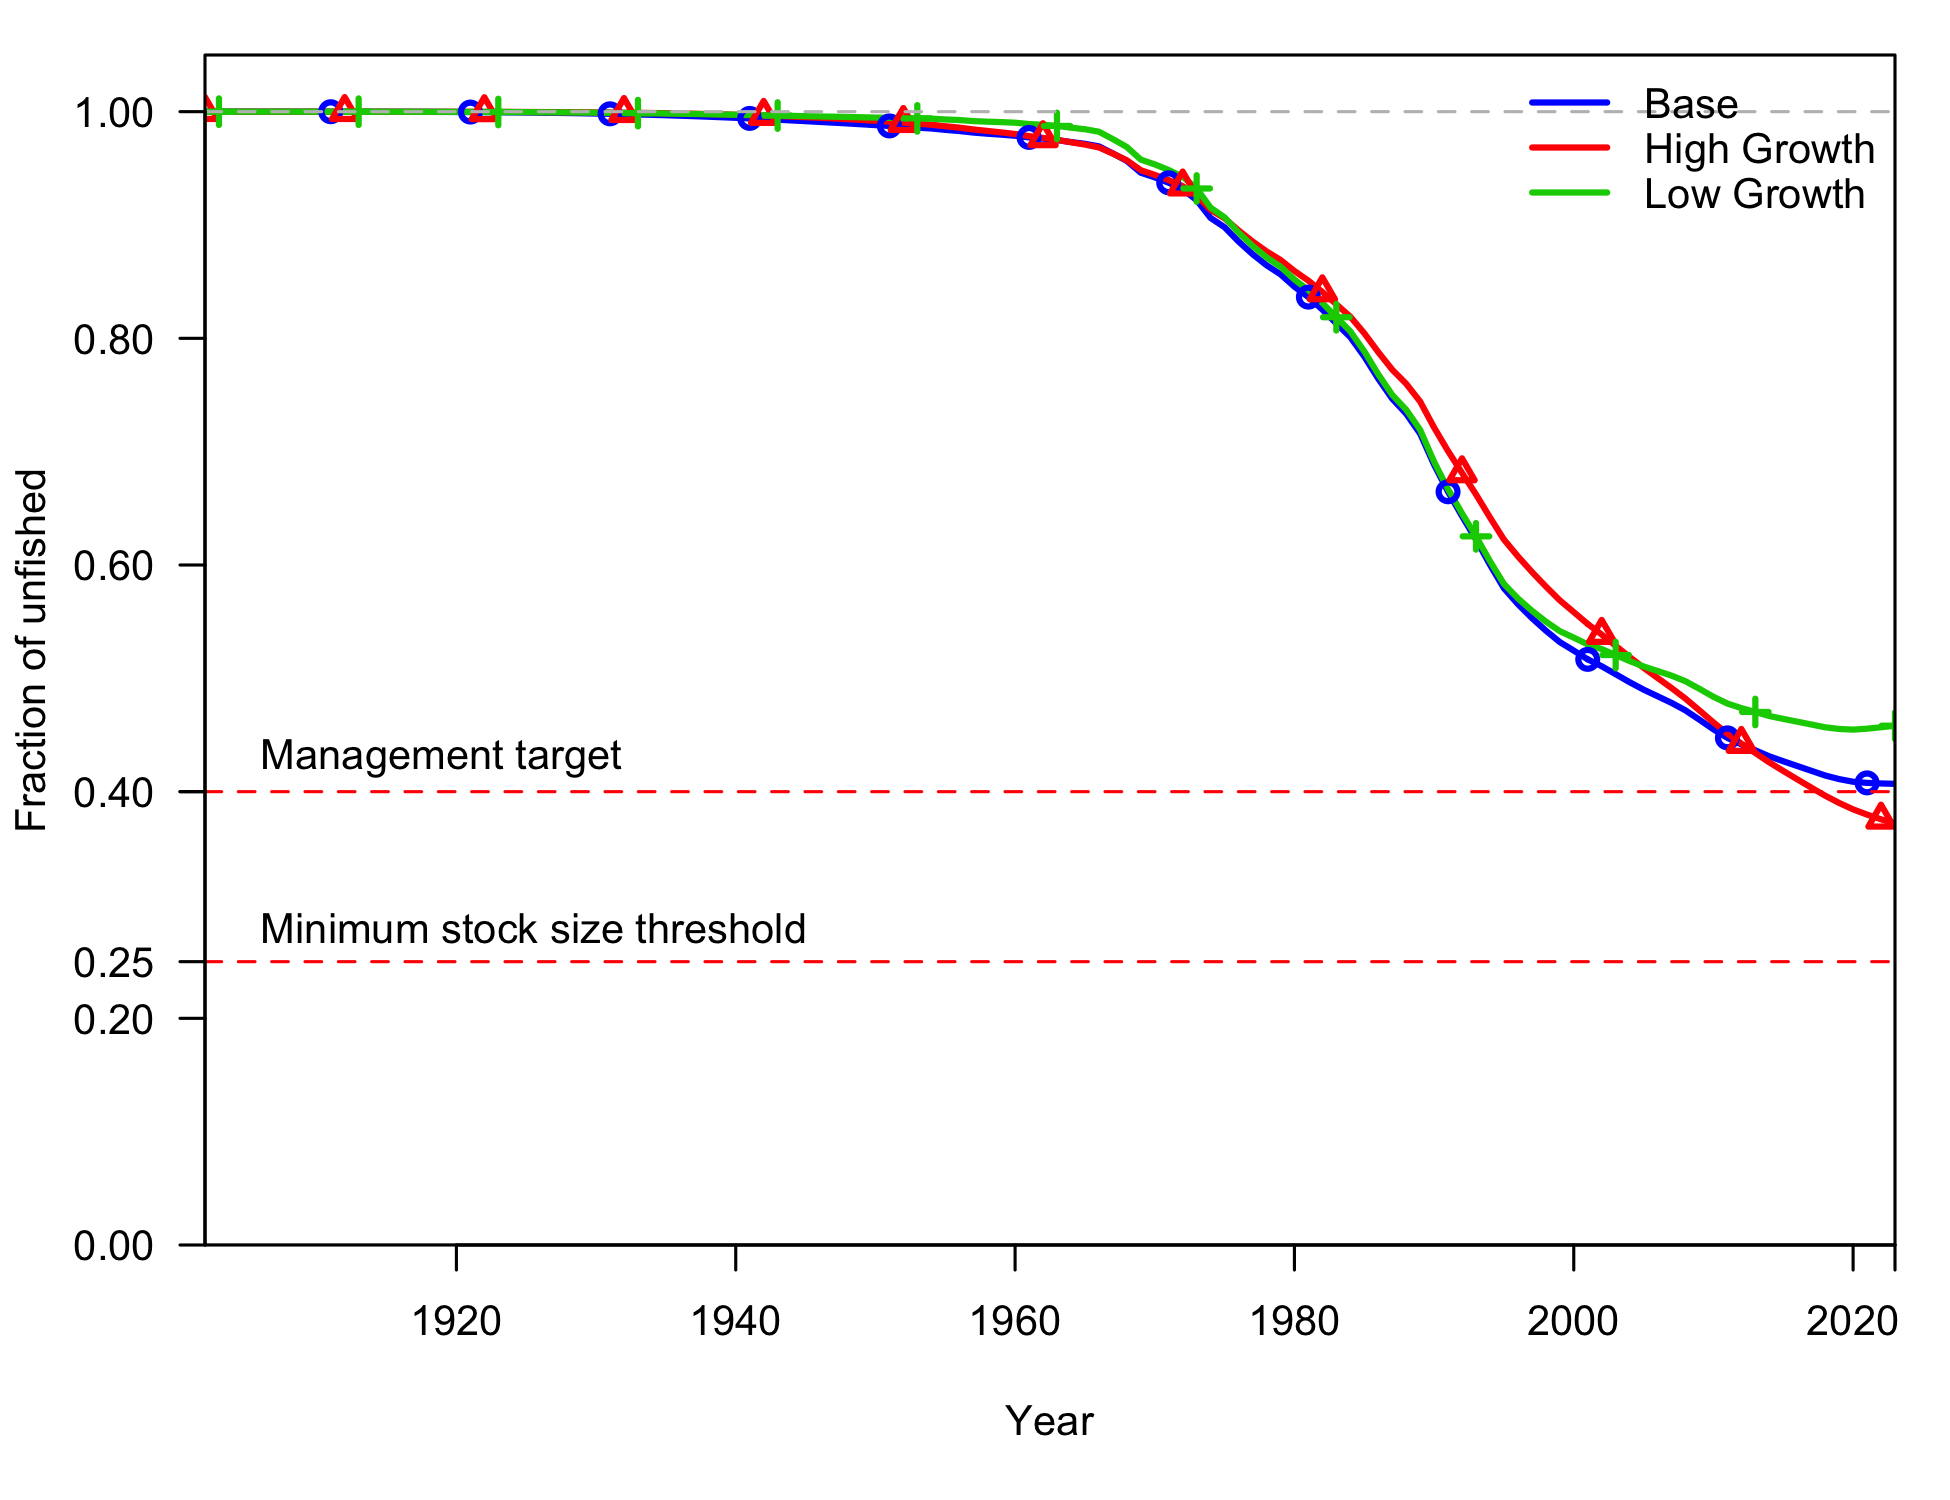 1.00
0.80
0.60
0.40
0.25
0.20
0.00
Fraction of unfished
Base
High Growth
Low Growth
Management target
Minimum stock size threshold
1920 1940 1960 1980 2000 2020
Year